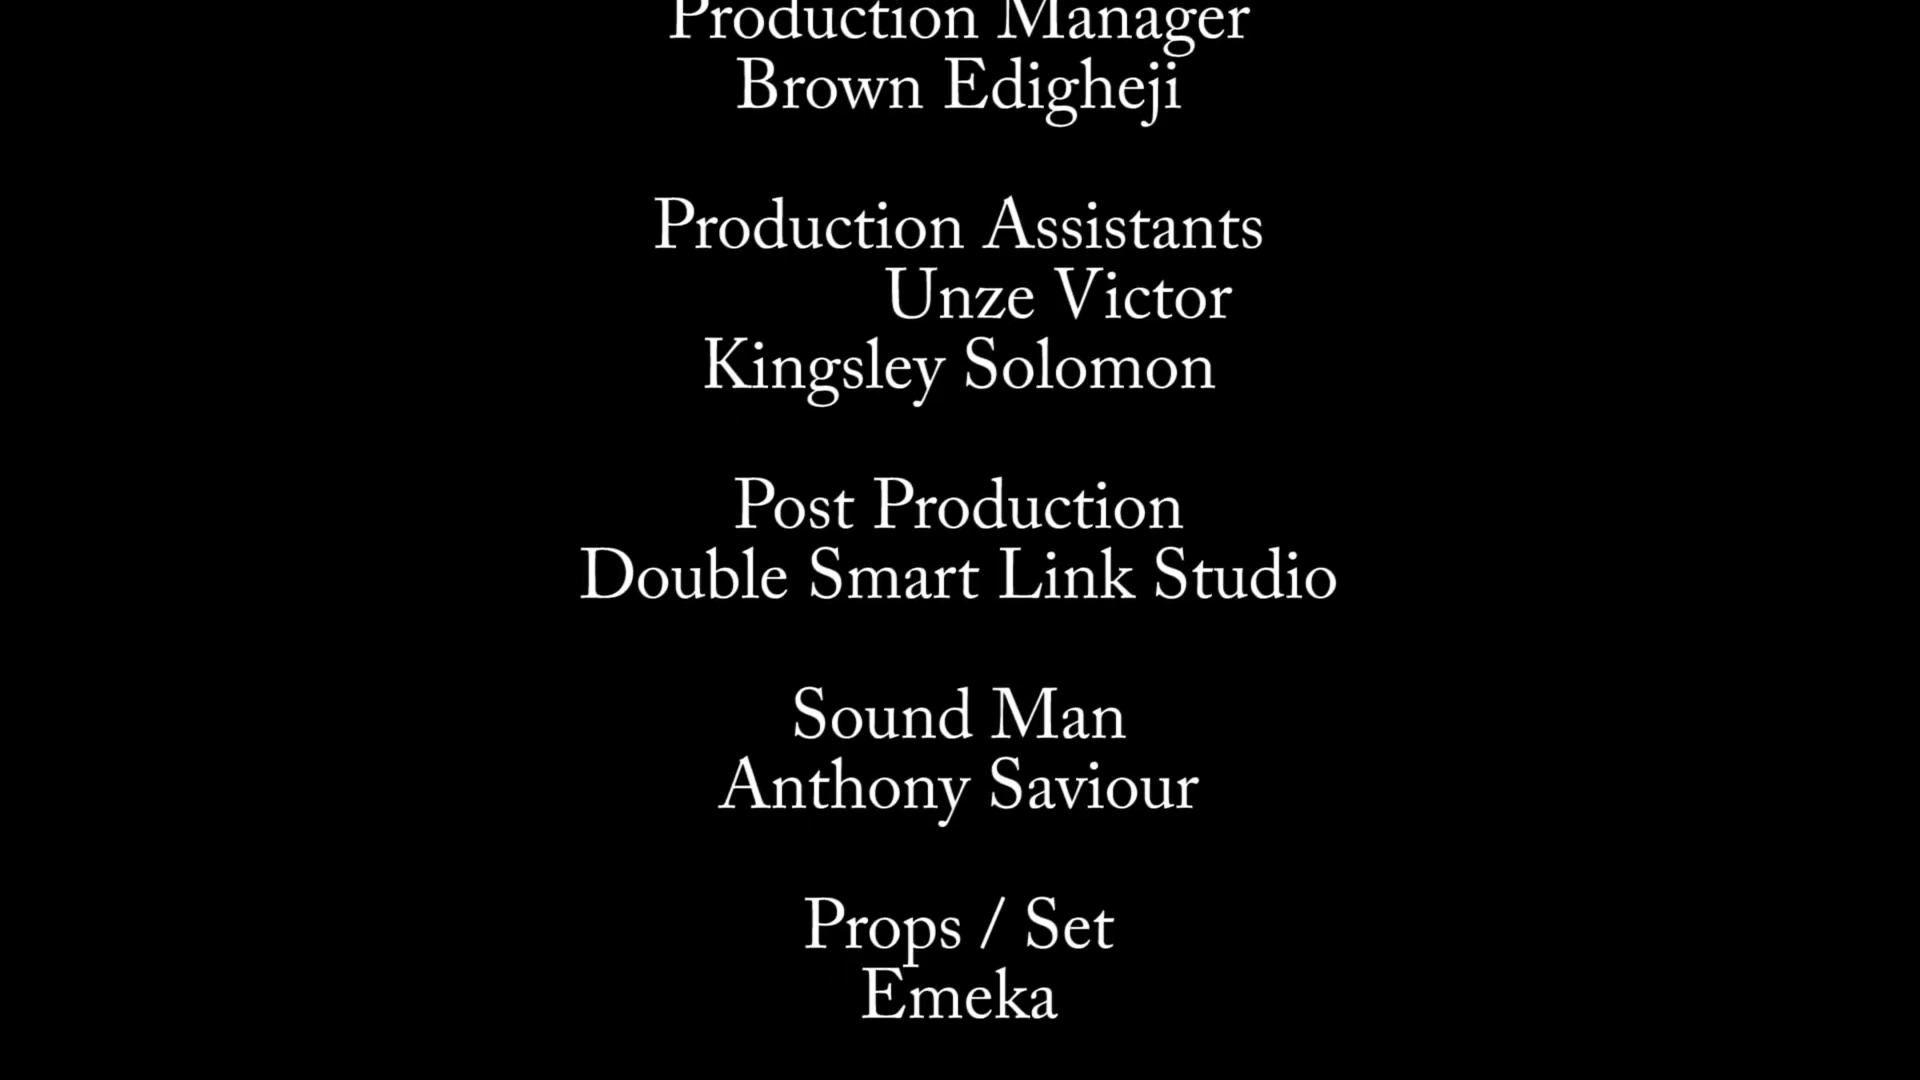 Production Manager
Brown Edigheji
Production Assistants
Unze Victor
Kingsley Solomon
Post Production
Double Smart Link Studio
Sound Man
Anthony Saviour
Props / Set
Emeka